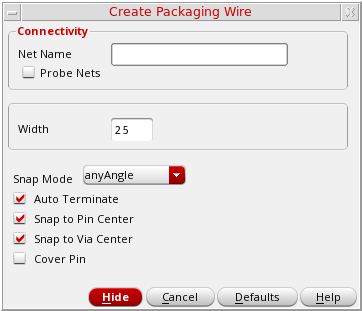 Create Packaging Wire
Connectivity
Net Name
Probe Nets
Width 25
Snap Mode anyAngle
Auto Terminate
Snap to Pin Center
Snap to Via Center
Cover Pin
Hide Cancel Defaults Help